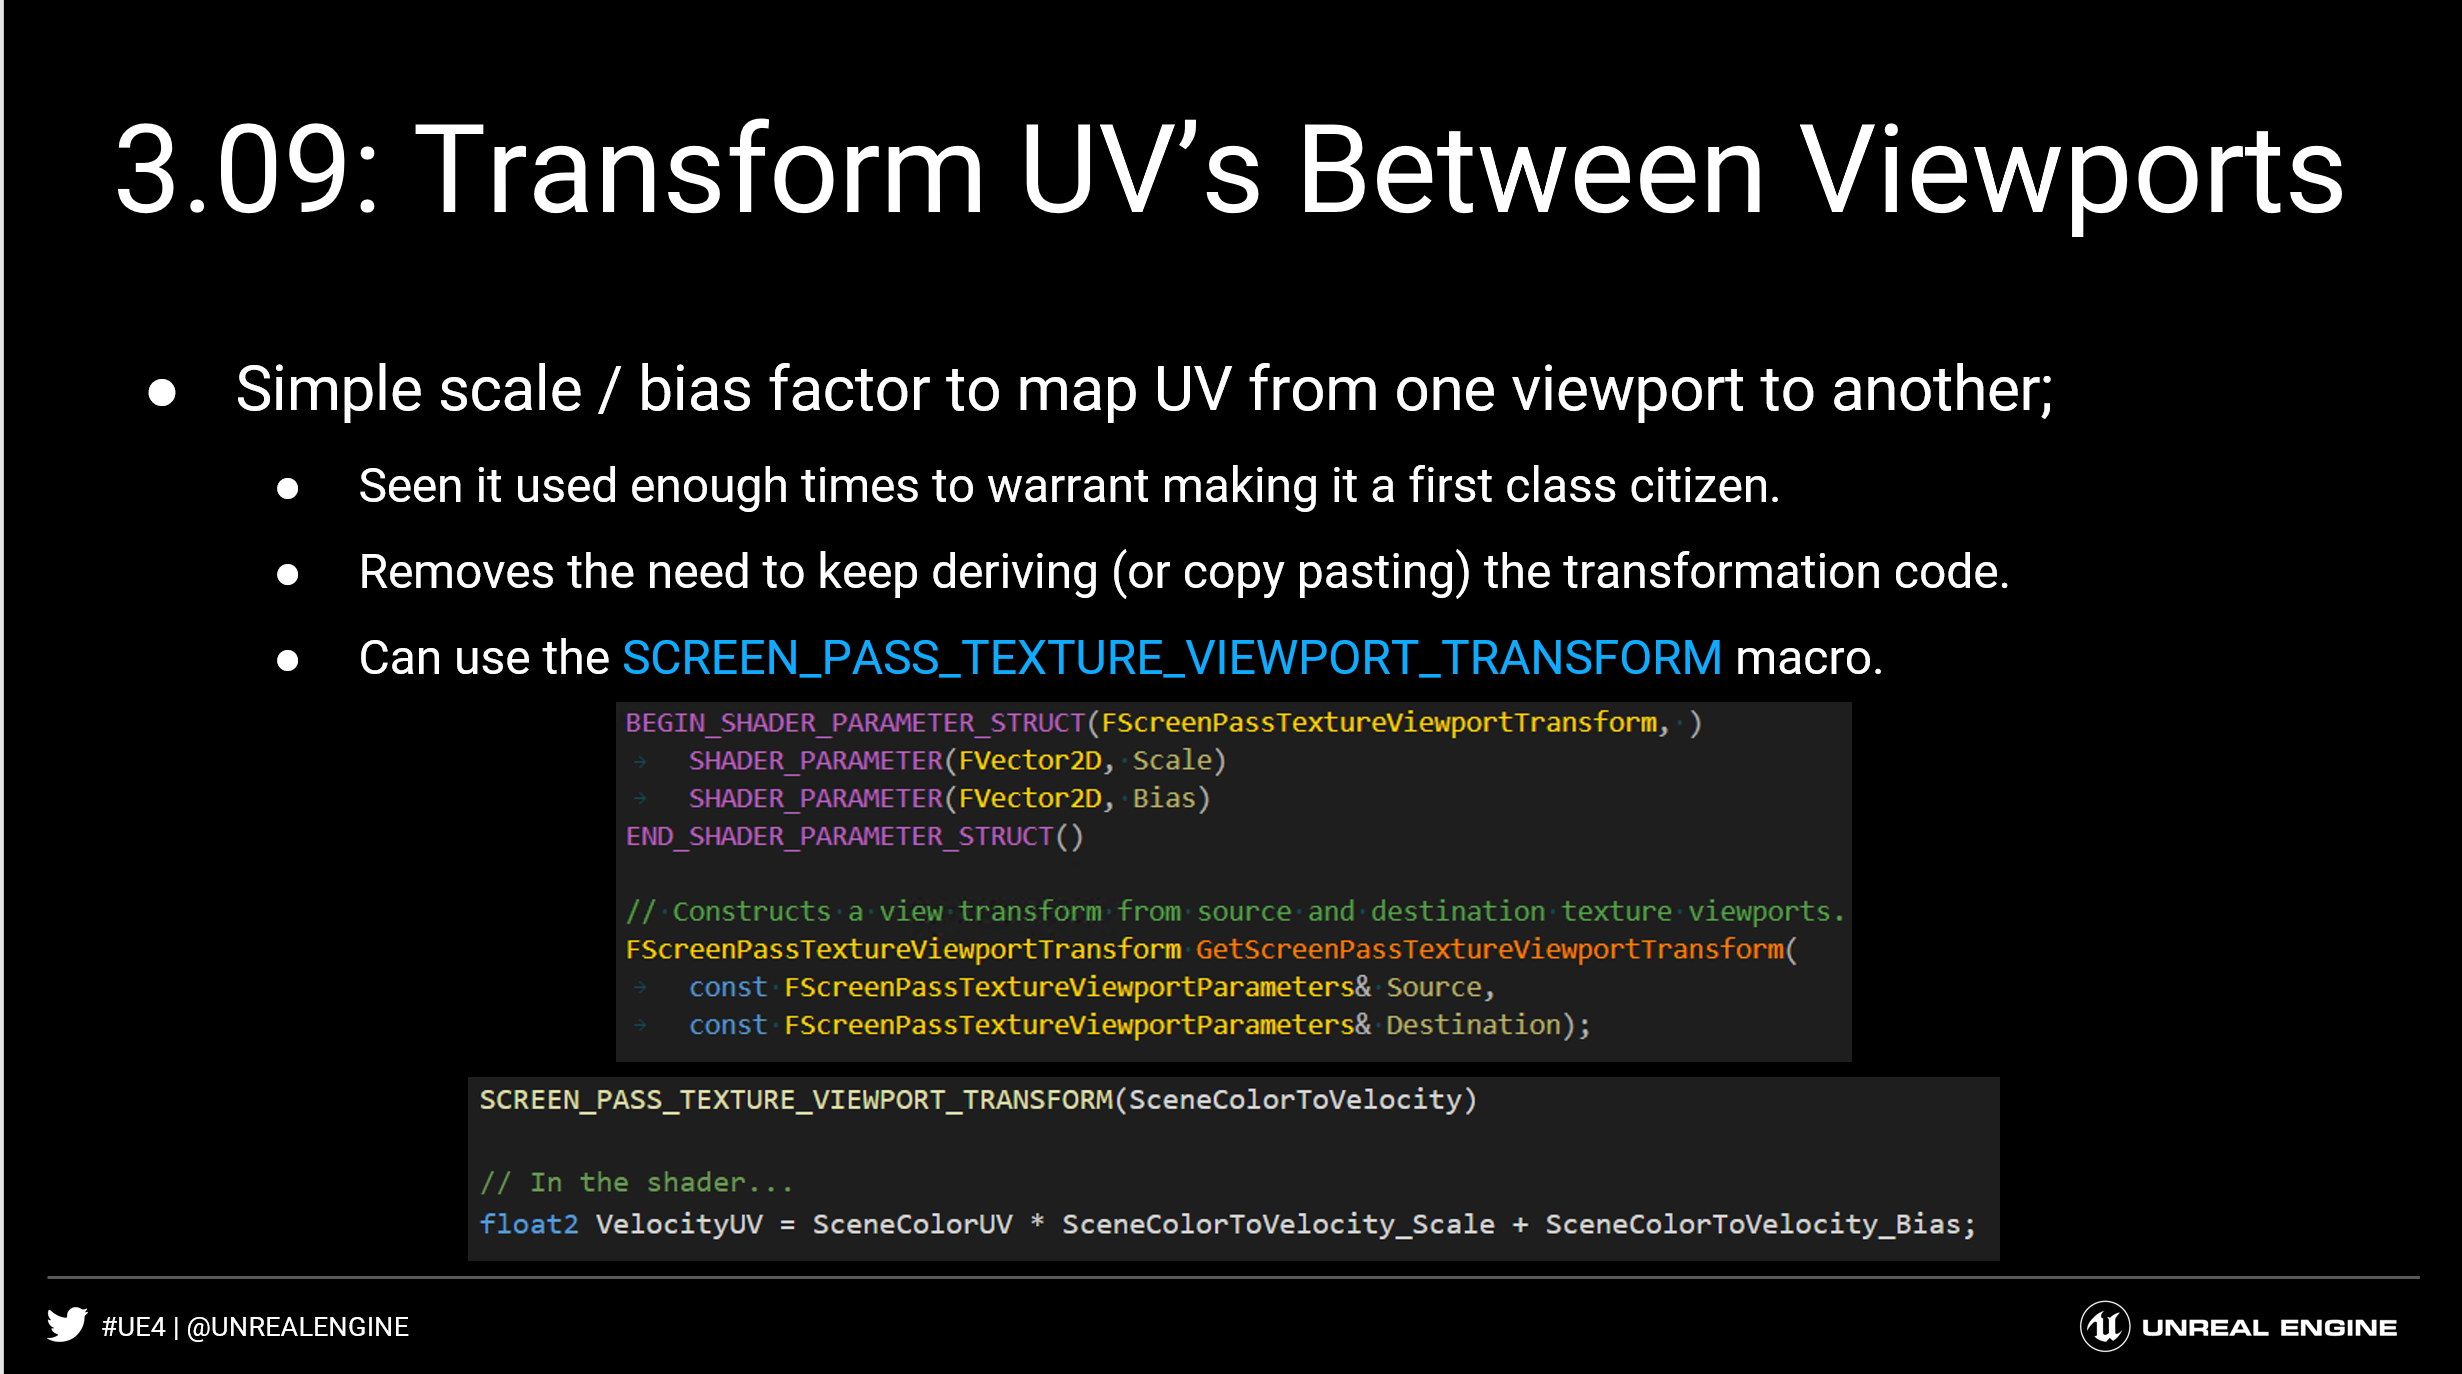 3.09: Transform UV’s Between Viewports
● Simple scale / bias factor to map UV from one viewport to another;
● Seen it used enough times to warrant making it a first class citizen.
● Removes the need to keep deriving (or copy pasting) the transformation code.
● Can use the SCREEN_PASS_TEXTURE_VIEWPORT_TRANSFORM macro.
BEGIN_SHADER_PARAMETER_STRUCT(FScreenPassTextureViewportTransform, )
SHADER_PARAMETER(FVector2D, Scale)
SHADER_PARAMETER(FVector2D, Bias)
END_SHADER_PARAMETER_STRUCT()
// Constructs a view transform from source and destination texture viewports.
FScreenPassTextureViewportTransform GetScreenPassTextureViewportTransform(
const FScreenPassTextureViewportParameters& Source,
const FScreenPassTextureViewportParameters& Destination);
SCREEN_PASS_TEXTURE_VIEWPORT_TRANSFORM(SceneColorToVelocity)
// In the shader...
float2 VelocityUV = SceneColorUV * SceneColorToVelocity_Scale + SceneColorToVelocity_Bias;
#UE4 | @UNREALENGINE
UNREAL ENGINE